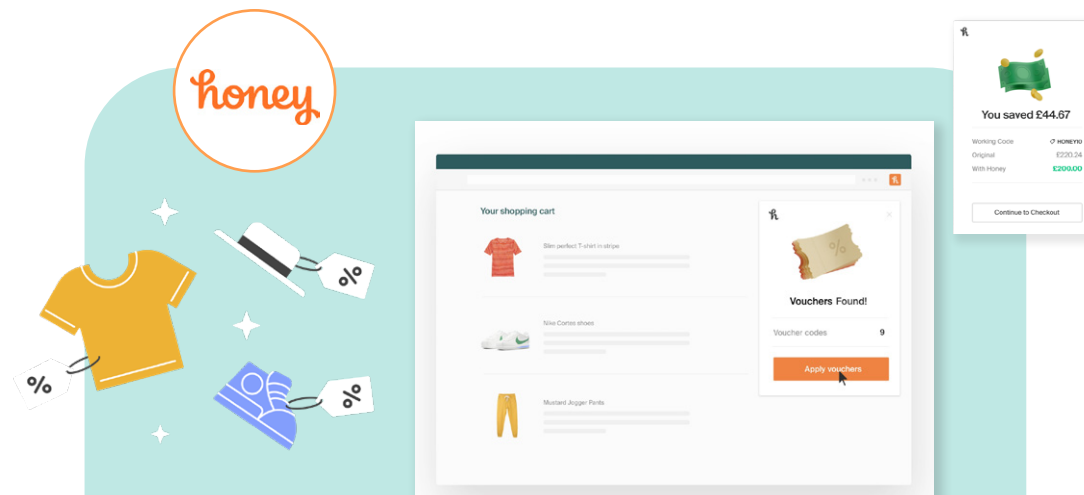 honey
You saved £44.67
Working Code
HONEY10
Original
£220.24
With Honey
£200.00
Continue to Checkout
Your shopping cart
Slim perfect T-shirt in stripe
Nike Cortes shoes
Mustard Jogger Pants
h
Vouchers Found!
Voucher codes 9
Apply vouchers
%
%
%